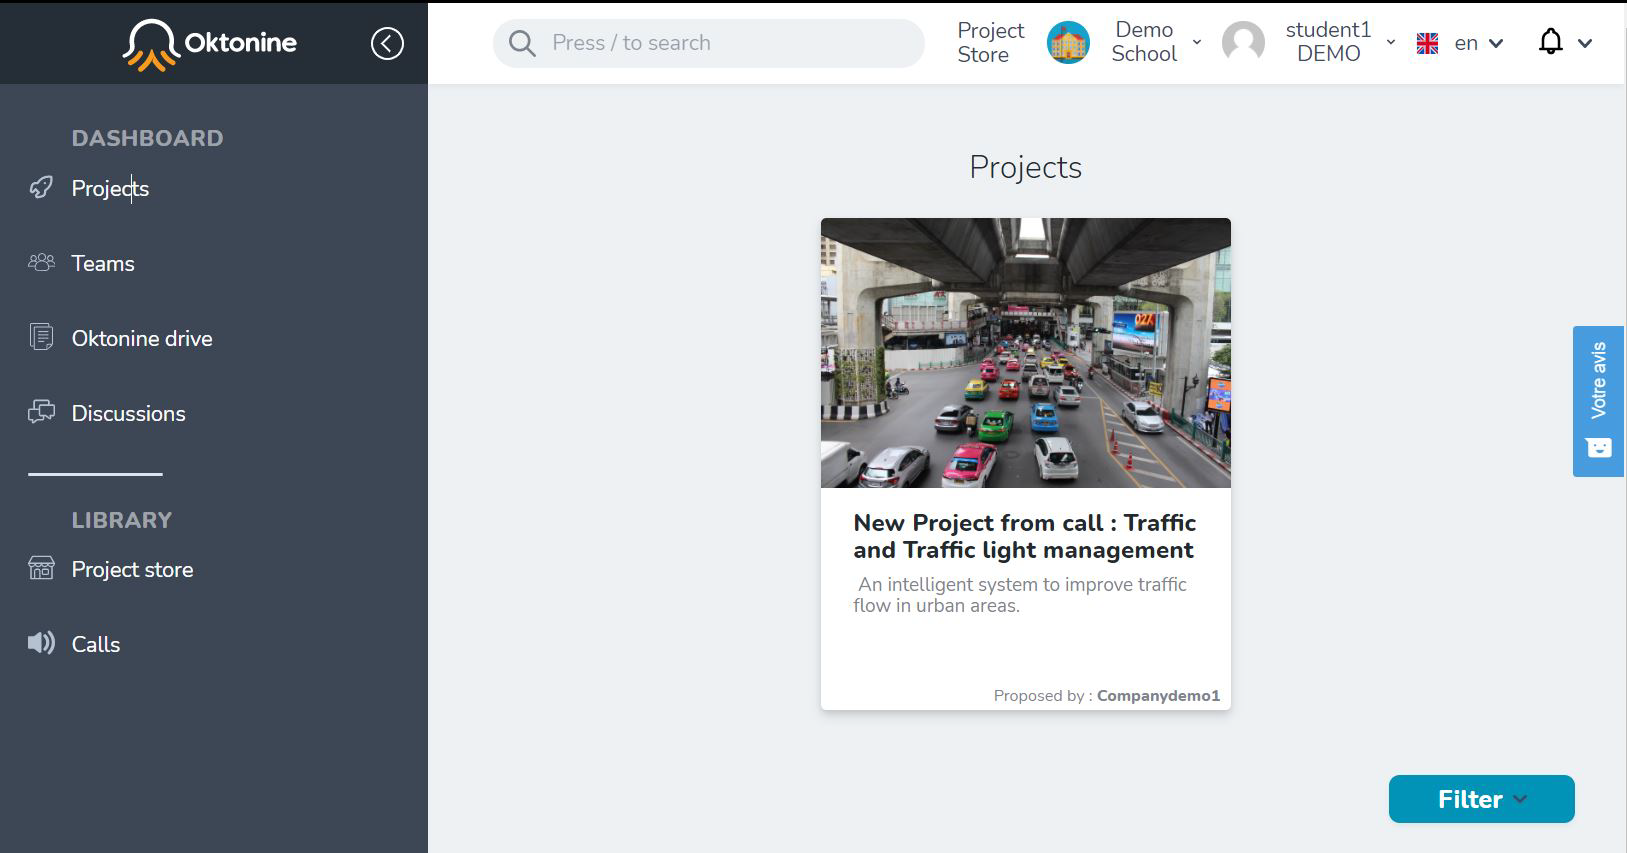 Oktonine
Press / to search
Project
Store
Demo
School
student1
DEMO
en
DASHBOARD
Projects
Teams
Oktonine drive
Discussions
LIBRARY
Project store
Calls
Projects
New Project from call : Traffic
and Traffic light management
An intelligent system to improve traffic
flow in urban areas.
Proposed by : Companydemo1
Filter
Votre avis